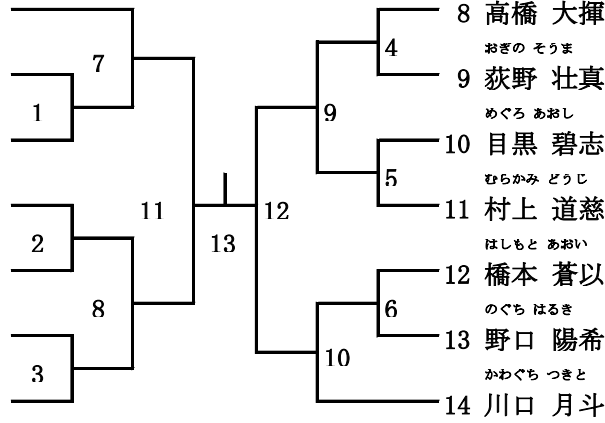 8 高橋 大揮
4
おぎの そうま
7
9 荻野 壮真
1
9
めぐろ あおし
10 目黒 碧志
5
むらかみ どうじ
11
12
11 村上 道慈
2
13
はしもと あおい
12 橋本 蒼以
8
6
のぐち はるき
13 野口 陽希
10
3
かわぐち つきと
14 川口 月斗